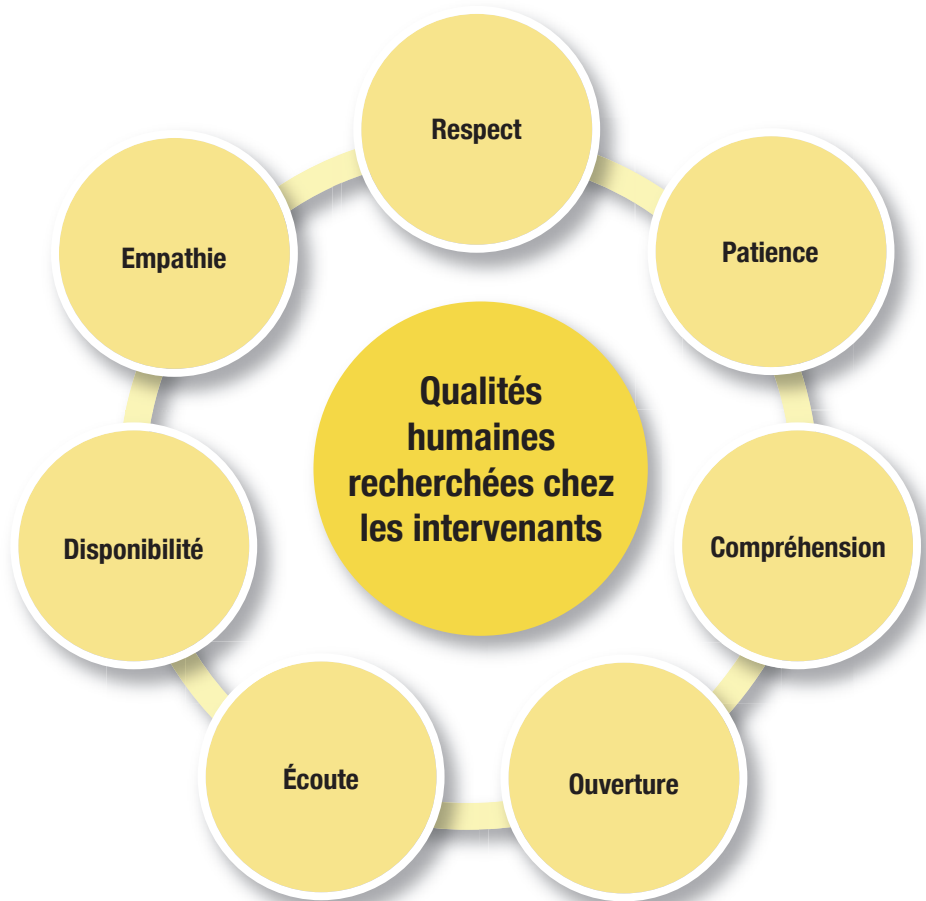 Respect
Empathie
Patience
Qualités
humaines
recherchées chez
les intervenants
Disponibilité
Compréhension
Écoute
Ouverture